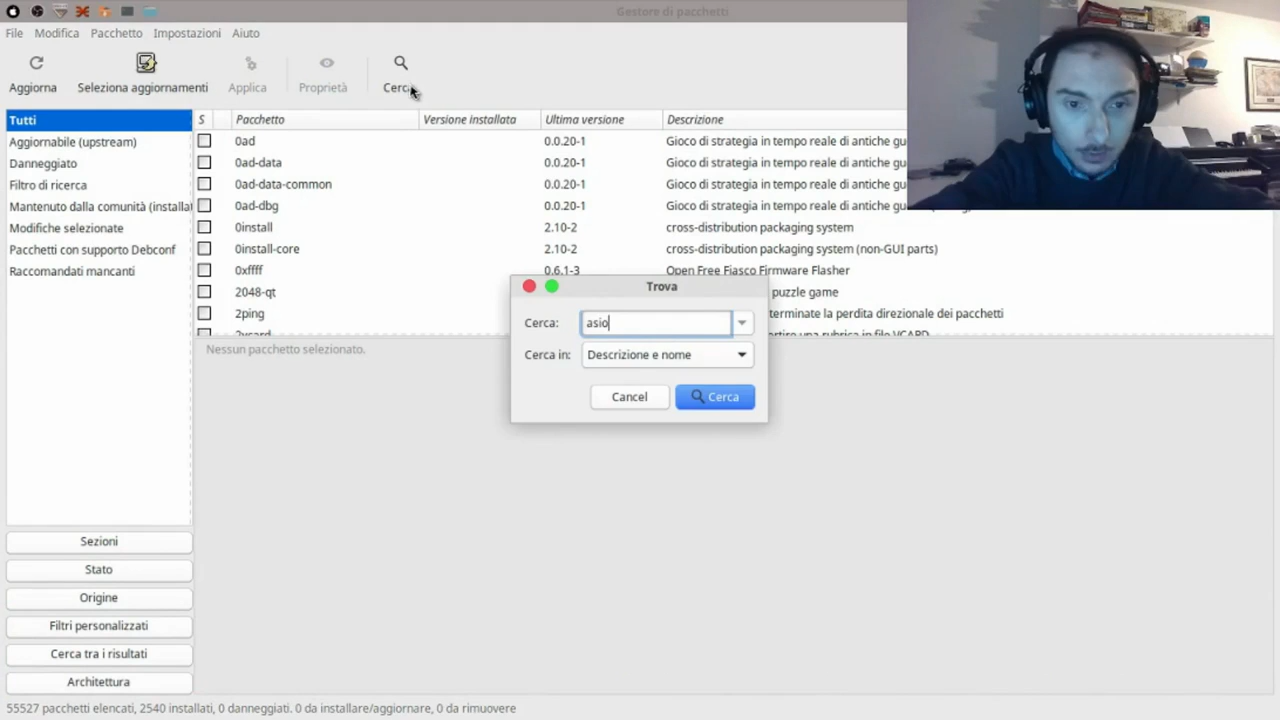 Gestore di pacchetti
File Modifica Pacchetto Impostazioni Aiuto
Aggiorna Seleziona aggiornamenti Applica Proprietà Cerca
S Pacchetto Versione installata Ultima versione Descrizione
Tutti
Aggiornabile (upstream)
Danneggiato
Filtro di ricerca
Mantenuto dalla comunità (installat
Modifiche selezionate
Pacchetti con supporto Debconf
Raccomandati mancanti
0ad 0.0.20-1 Gioco di strategia in tempo reale di antiche gu
0ad-data 0.0.20-1 Gioco di strategia in tempo reale di antiche gu
0ad-data-common 0.0.20-1 Gioco di strategia in tempo reale di antiche gu
0ad-dbg 0.0.20-1 Gioco di strategia in tempo reale di antiche gu
0install 2.10-2 cross-distribution packaging system
0install-core 2.10-2 cross-distribution packaging system (non-GUI parts)
0xffff 0.6.1-3 Open Free Fiasco Firmware Flasher
2048-qt puzzle game
2ping terminate la perdita direzionale dei pacchetti
2vcard ertire una rubrica in file VCARD
Nessun pacchetto selezionato.
Trova
Cerca: asio
Cerca in: Descrizione e nome
Cancel Cerca
Sezioni
Stato
Origine
Filtri personalizzati
Cerca tra i risultati
Architettura
55527 pacchetti elencati, 2540 installati, 0 danneggiati. 0 da installare/aggiornare, 0 da rimuovere